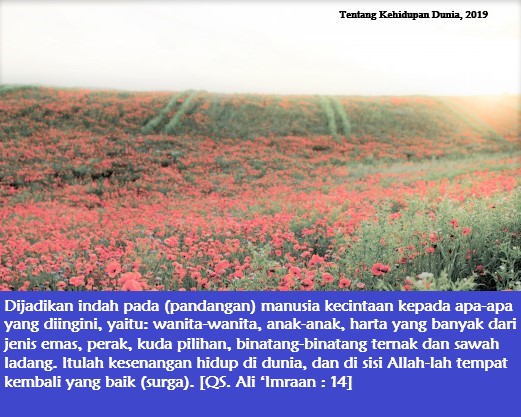 Tentang Kehidupan Dunia, 2019
Dijadikan indah pada (pandangan) manusia kecintaan kepada apa-apa
yang diingini, yaitu: wanita-wanita, anak-anak, harta yang banyak dari
jenis emas, perak, kuda pilihan, binatang-binatang ternak dan sawah
ladang. Itulah kesenangan hidup di dunia, dan di sisi Allah-lah tempat
kembali yang baik (surga). [QS. Ali ‘Imraan : 14]